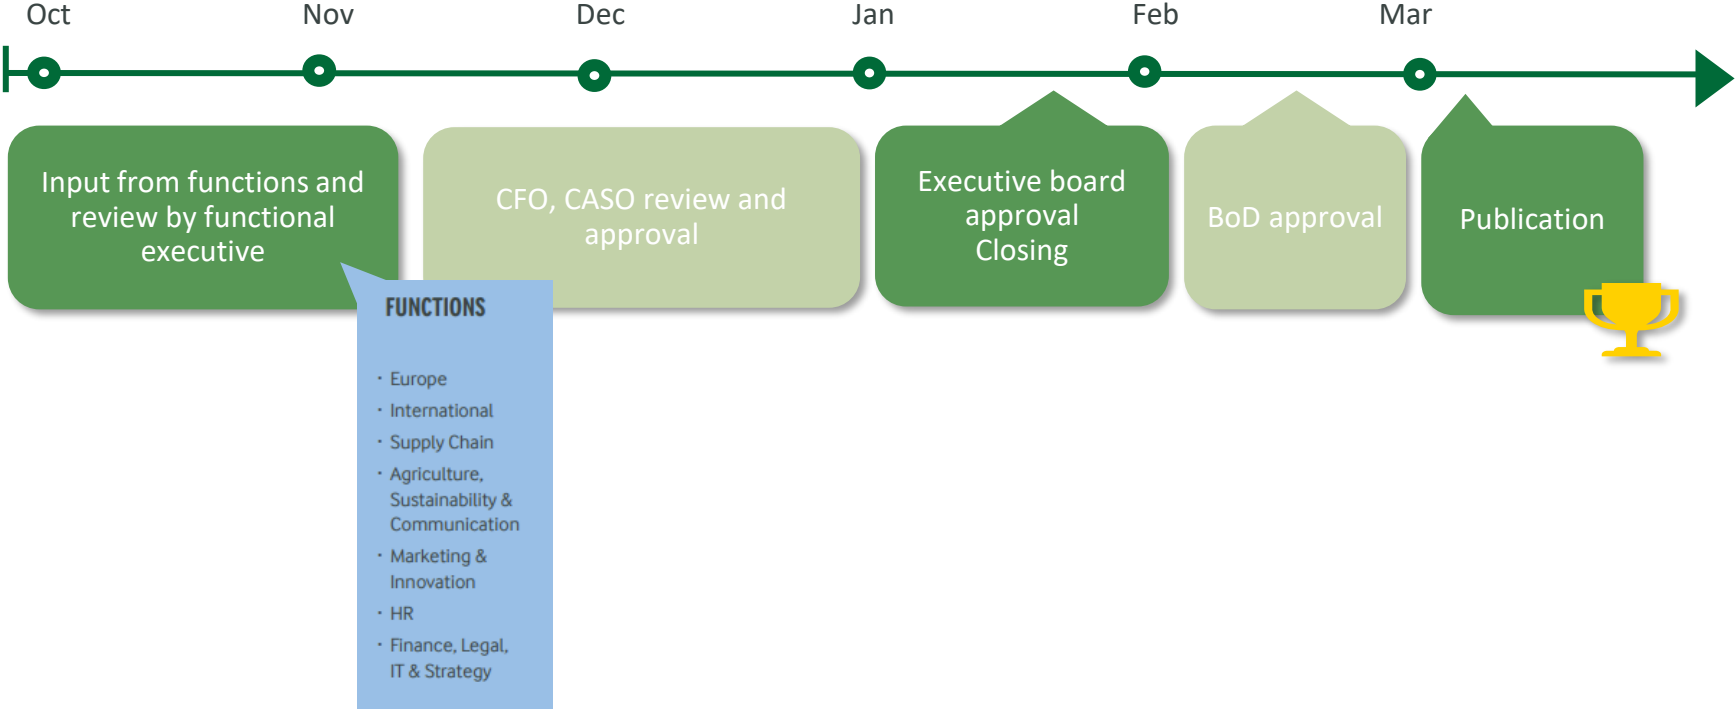 Oct Nov Dec Jan Feb Mar
Input from functions and
review by functional
executive
CFO, CASO review and
approval
Executive board
approval
Closing
BoD approval
Publication
FUNCTIONS
· Europe
· International
· Supply Chain
· Agriculture,
Sustainability &
Communication
· Marketing &
Innovation
· HR
· Finance, Legal,
IT & Strategy